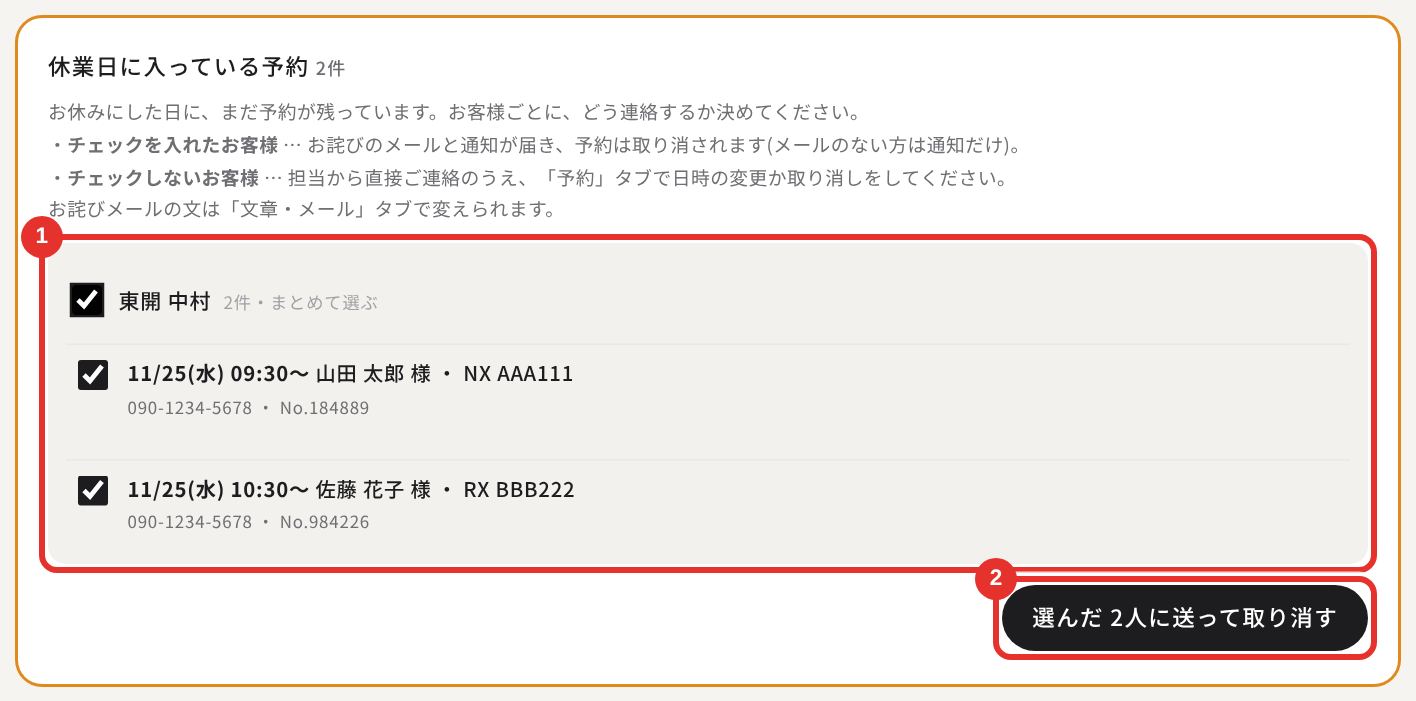 休業日に入っている予約 2件
お休みにした日に、まだ予約が残っています。お客様ごとに、どう連絡するか決めてください。
・チェックを入れたお客様 … お詫びのメールと通知が届き、予約は取り消されます(メールのない方は通知だけ)。
・チェックしないお客様 … 担当から直接ご連絡のうえ、「予約」タブで日時の変更か取り消しをしてください。
お詫びメールの文は「文章・メール」タブで変えられます。
1
東開 中村 2件・まとめて選ぶ
11/25(水) 09:30〜 山田 太郎 様 ・ NX AAA111
090-1234-5678 ・ No.184889
11/25(水) 10:30〜 佐藤 花子 様 ・ RX BBB222
090-1234-5678 ・ No.984226
2
選んだ 2人に送って取り消す